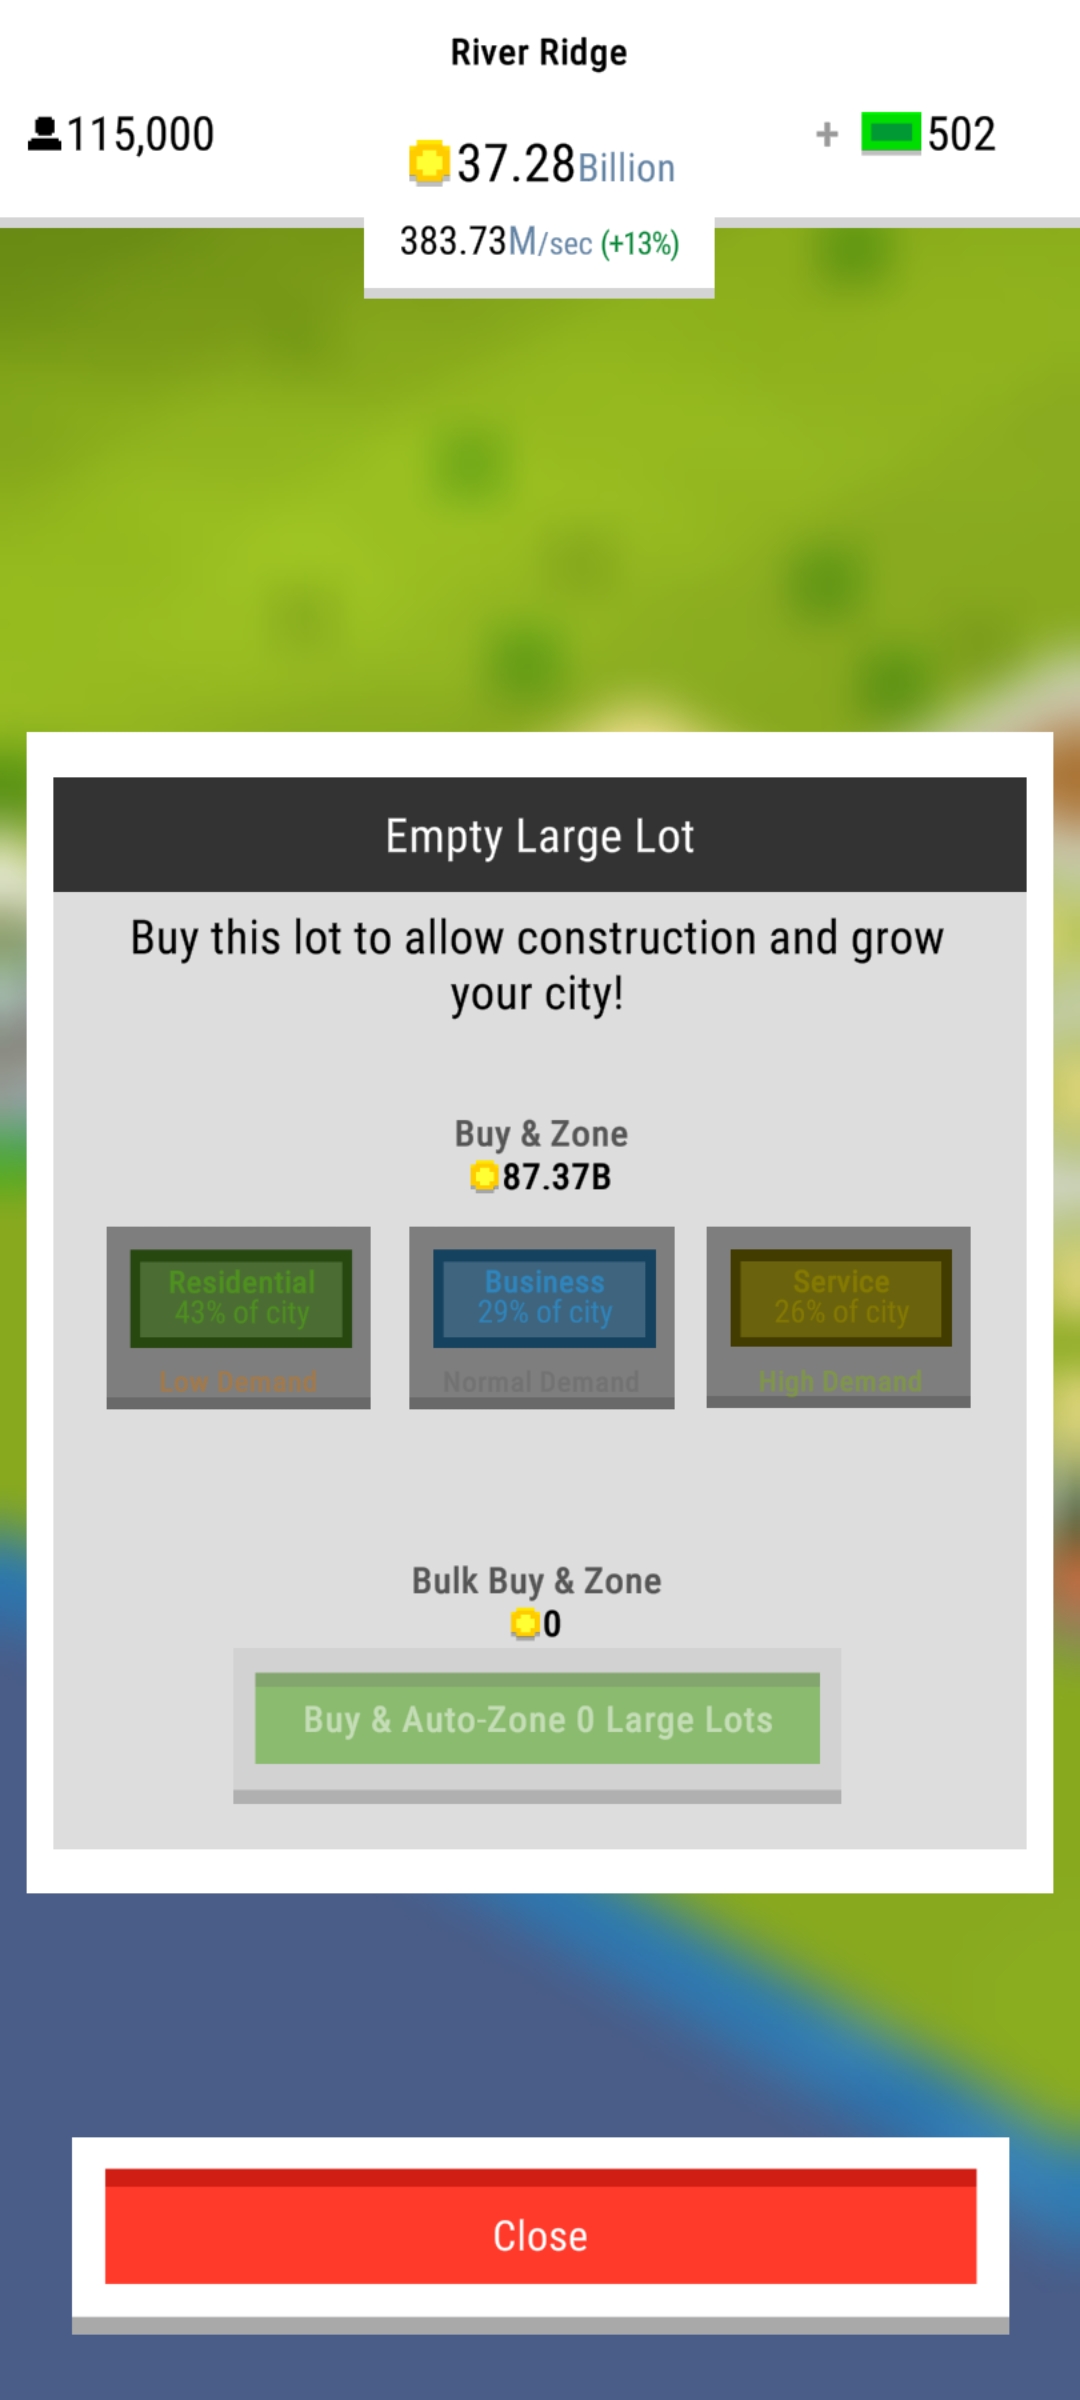 River Ridge
115,000
37.28Billion
+ 502
383.73M/sec (+13%)
Empty Large Lot
Buy this lot to allow construction and grow
your city!
Buy & Zone
87.37B
Residential
43% of city
Low Demand
Business
29% of city
Normal Demand
Service
26% of city
High Demand
Bulk Buy & Zone
0
Buy & Auto-Zone 0 Large Lots
Close